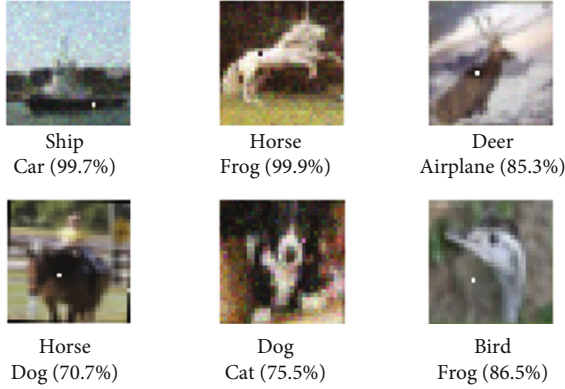 Ship
Car (99.7%)
Horse
Frog (99.9%)
Deer
Airplane (85.3%)
Horse
Dog (70.7%)
Dog
Cat (75.5%)
Bird
Frog (86.5%)